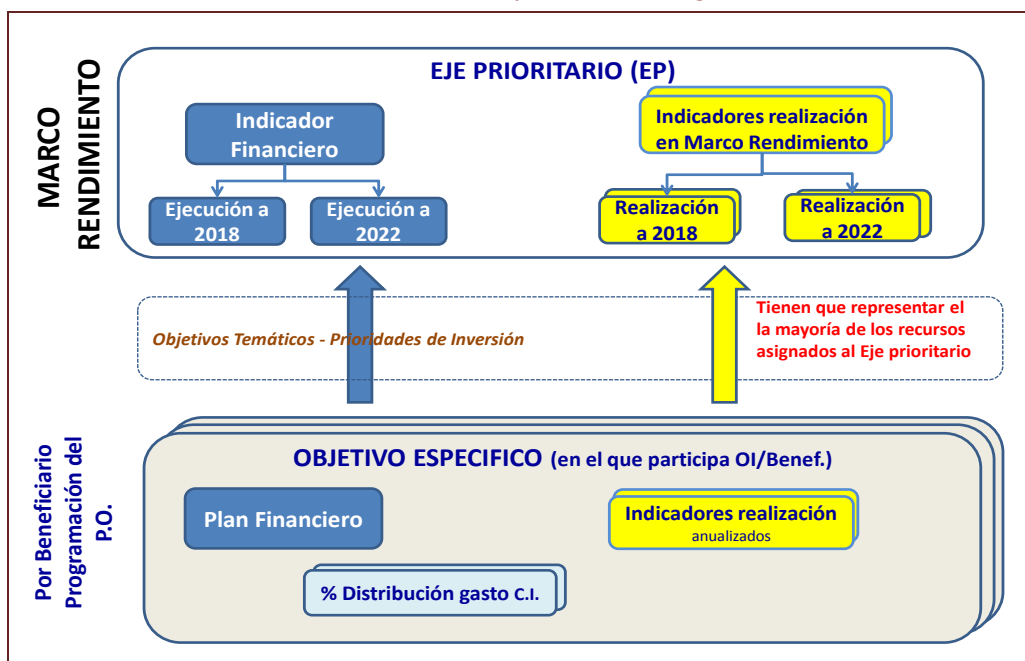 MARCO
RENDIMIENTO
EJE PRIORITARIO (EP)
Indicador
Financiero
Ejecución a
2018
Ejecución a
2022
Indicadores realización
en Marco Rendimiento
Realización
a 2018
Realización
a 2022
Objetivos Temáticos - Prioridades de Inversión
Tienen que representar el
la mayoría de los recursos
asignados al Eje prioritario
Por Beneficiario
Programación del
P.O.
OBJETIVO ESPECIFICO (en el que participa OI/Benef.)
Plan Financiero
Indicadores realización
anualizados
% Distribución gasto C.I.